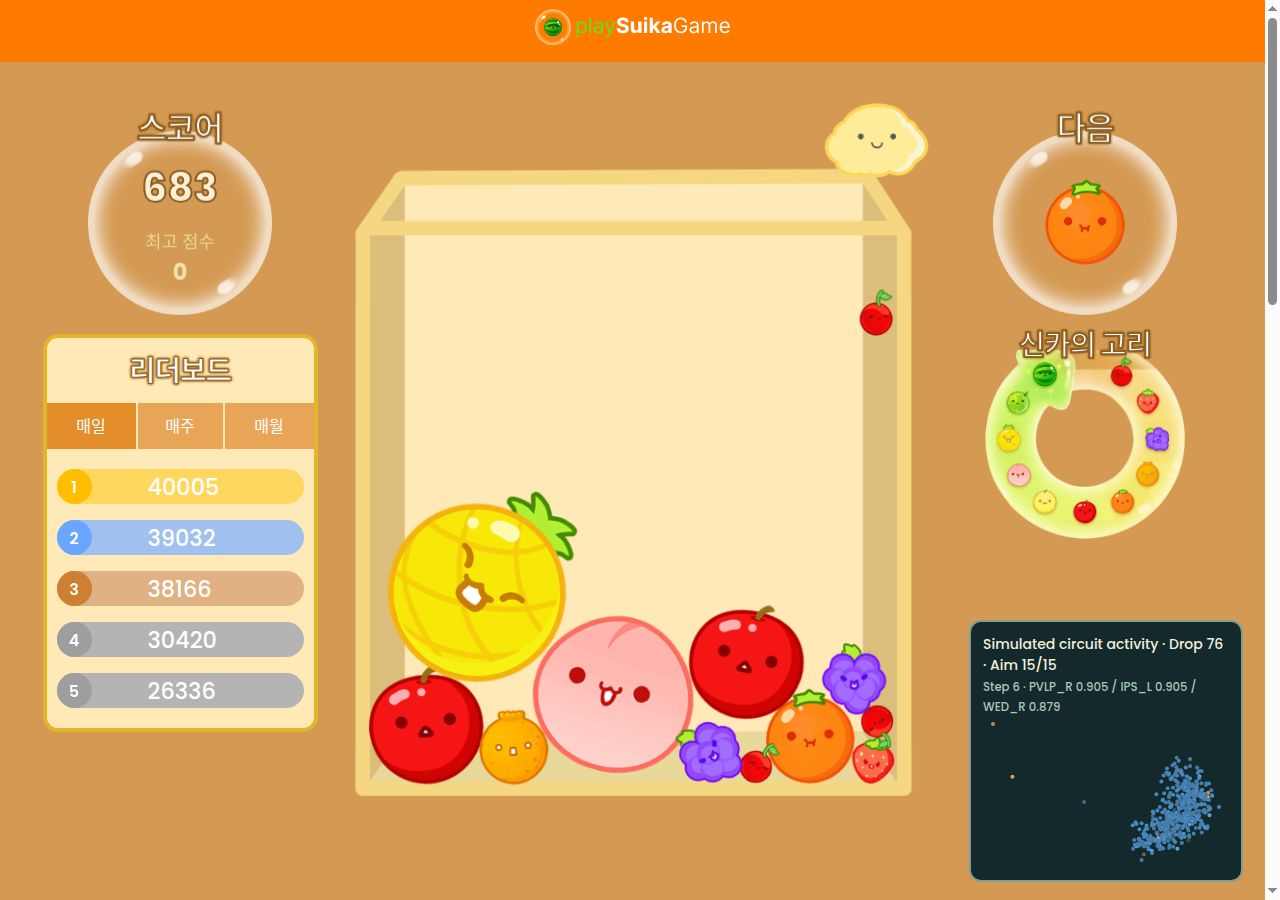 playSuikaGame
스코어
683
최고 점수
0
리더보드
매일
매주
매월
1 40005
2 39032
3 38166
4 30420
5 26336
다음
신카의 고리
Simulated circuit activity · Drop 76
· Aim 15/15
Step 6 · PVLP_R 0.905 / IPS_L 0.905 /
WED_R 0.879